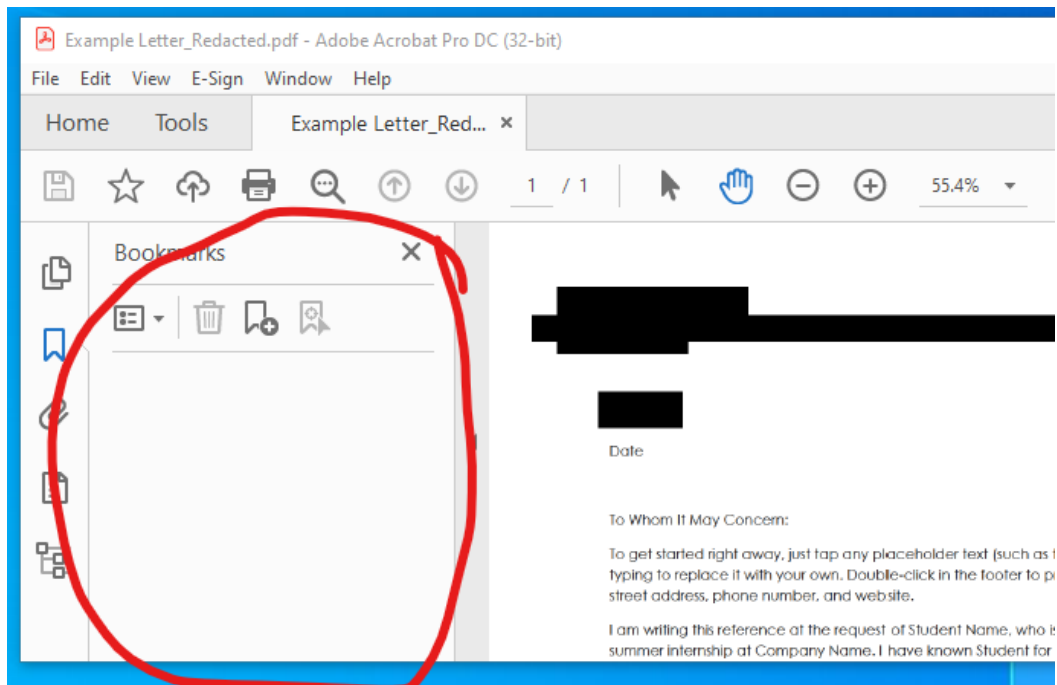 Example Letter_Redacted.pdf - Adobe Acrobat Pro DC (32-bit)
File Edit View E-Sign Window Help
Home Tools Example Letter_Red... ×
1 / 1 55.4%
Bookmarks
Date
To Whom It May Concern:
To get started right away, just tap any placeholder text (such as
typing to replace it with your own. Double-click in the footer to
street address, phone number, and website.
I am writing this reference at the request of Student Name, who is
summer internship at Company Name. I have known Student for